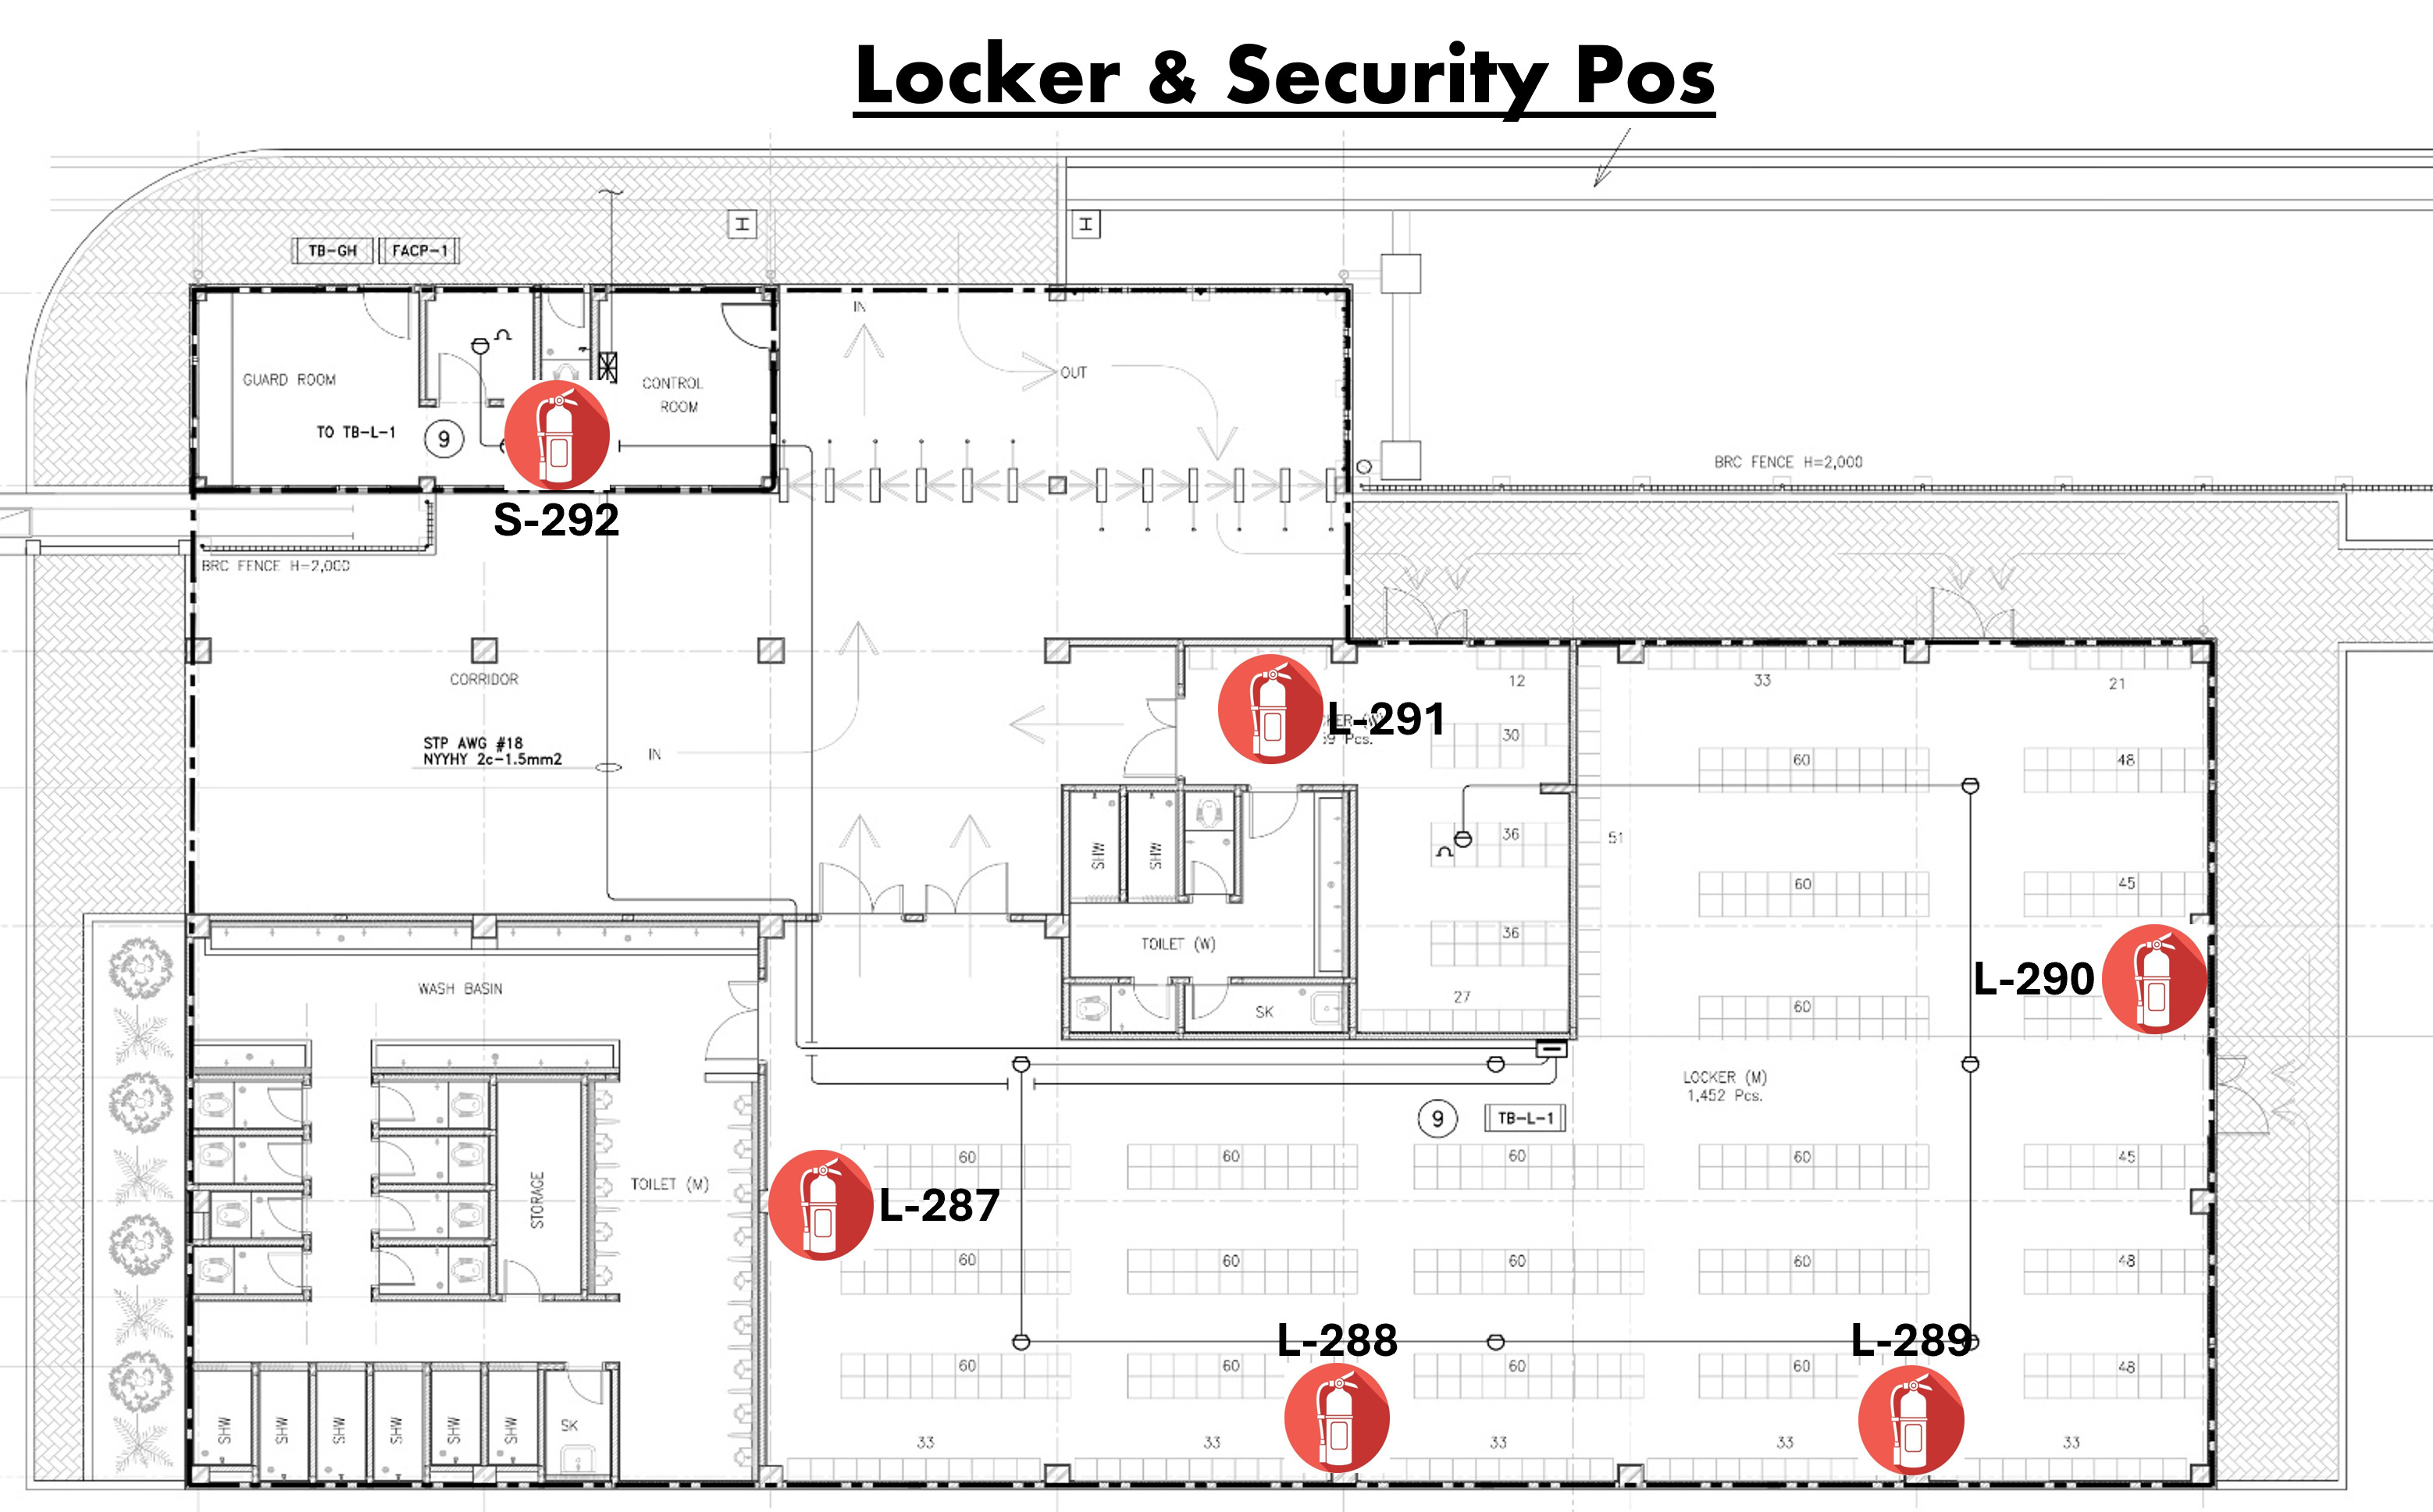 Locker & Security Pos
TB-GH
FACP-1
IN
GUARD ROOM
CONTROL
ROOM
OUT
TO TB-L-1
9
BRC FENCE H=2,000
S-292
BRC FENCE H=2,000
CORRIDOR
12
33
21
L-291
Pcs.
STP AWG #18
NYYHY 2c-1.5mm2
IN
30
60
48
36
51
SHW
SHW
60
45
36
TOILET (W)
L-290
WASH BASIN
27
60
SK
LOCKER (M)
1,452 Pcs.
9
TB-L-1
60
60
60
60
45
STORAGE
TOILET (M)
L-287
60
60
60
60
48
L-288
L-289
60
60
60
60
48
SHW
SHW
SHW
SHW
SHW
SHW
SK
33
33
33
33
33